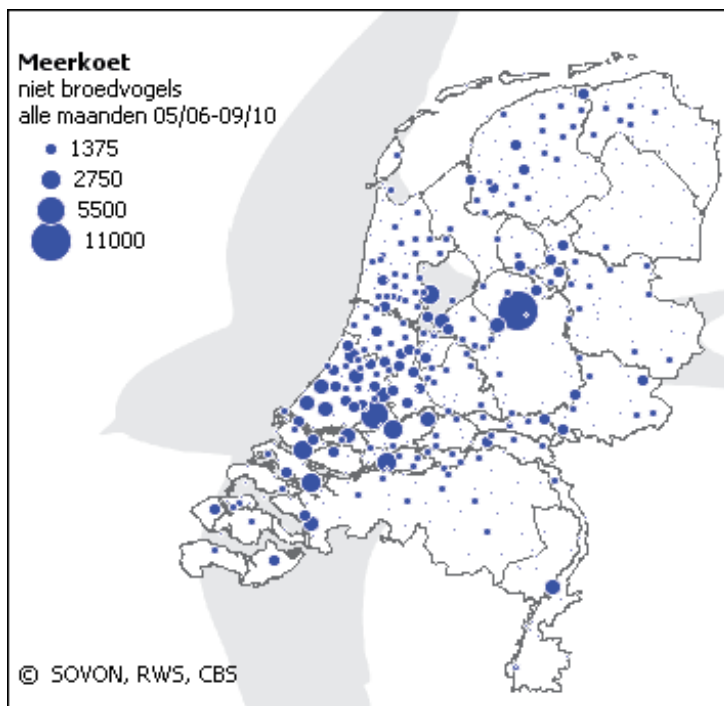 Meerkoet
niet broedvogels
alle maanden 05/06-09/10
1375
2750
5500
11000
© SOVON, RWS, CBS